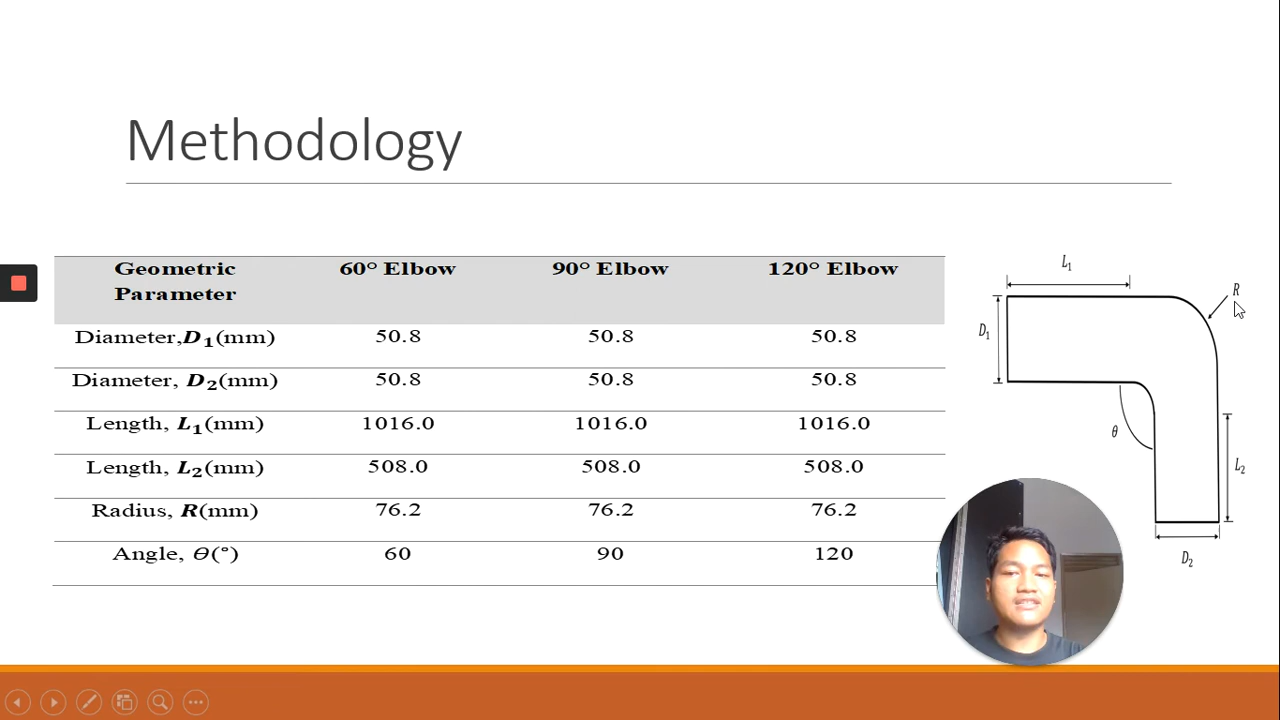 Methodology
Geometric Parameter 60° Elbow 90° Elbow 120° Elbow
Diameter,D₁(mm) 50.8 50.8 50.8
Diameter, D₂(mm) 50.8 50.8 50.8
Length, L₁(mm) 1016.0 1016.0 1016.0
Length, L₂(mm) 508.0 508.0 508.0
Radius, R(mm) 76.2 76.2 76.2
Angle, θ(°) 60 90 120
L₁
R
D₁
θ
L₂
D₂